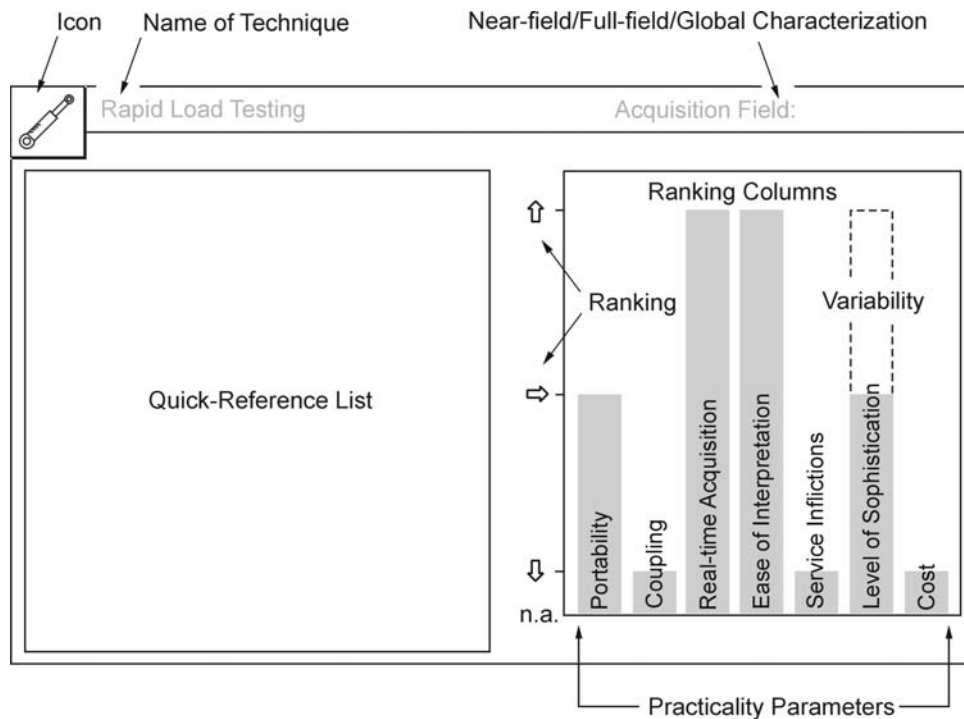 Icon
Name of Technique
Near-field/Full-field/Global Characterization
Rapid Load Testing
Acquisition Field:
Quick-Reference List
Ranking Columns
Ranking
Variability
n.a.
Portability
Coupling
Real-time Acquisition
Ease of Interpretation
Service Inflictions
Level of Sophistication
Cost
Practicality Parameters